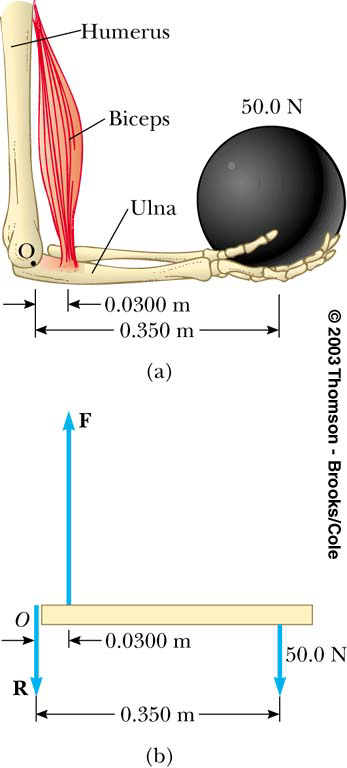 Humerus
50.0 N
Biceps
Ulna
O
0.0300 m
0.350 m
(a)
© 2003 Thomson - Brooks/Cole
F
O
0.0300 m
50.0 N
R
0.350 m
(b)